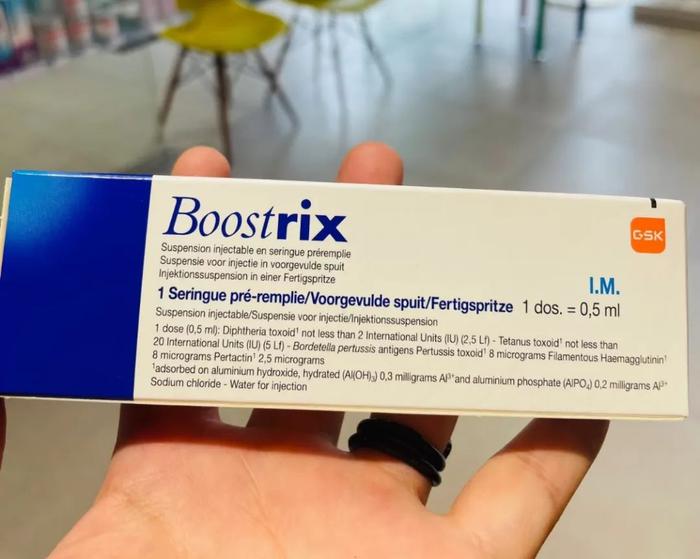 Boostrix
GSK
Suspension injectable en seringue préremplie
Suspensie voor injectie in voorgevulde spuit
Injektionssuspension in einer Fertigspritze
I.M.
1 Seringue pré-remplie/Voorgevulde spuit/Fertigspritze 1 dos. = 0,5 ml
Suspension injectable/Suspensie voor injectie/Injektionssuspension
1 dose (0,5 ml): Diphtheria toxoid¹ not less than 2 International Units (IU) (2,5 Lf) - Tetanus toxoid¹ not less than
20 International Units (IU) (5 Lf) - Bordetella pertussis antigens Pertussis toxoid¹ 8 micrograms Filamentous Haemagglutinin¹
8 micrograms Pertactin¹ 2,5 micrograms
¹adsorbed on aluminium hydroxide, hydrated (Al(OH)₃) 0,3 milligrams Al³⁺ and aluminium phosphate (AlPO₄) 0,2 milligrams Al³⁺
Sodium chloride - Water for injection